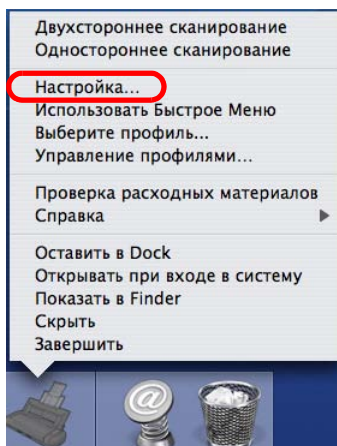 Двухстороннее сканирование
Одностороннее сканирование
Настройка...
Использовать Быстрое Меню
Выберите профиль...
Управление профилями...
Проверка расходных материалов
Справка
Оставить в Dock
Открывать при входе в систему
Показать в Finder
Скрыть
Завершить
@